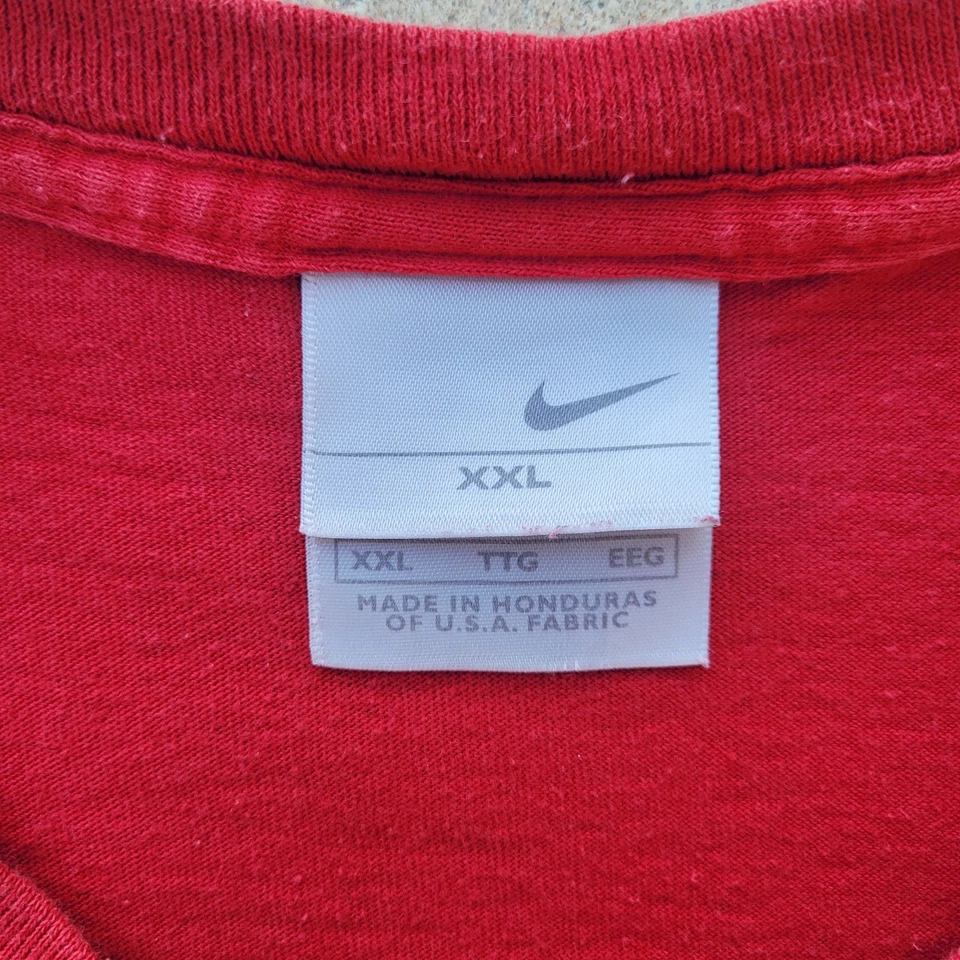 XXL
XXL TTG EEG
MADE IN HONDURAS
OF U.S.A. FABRIC